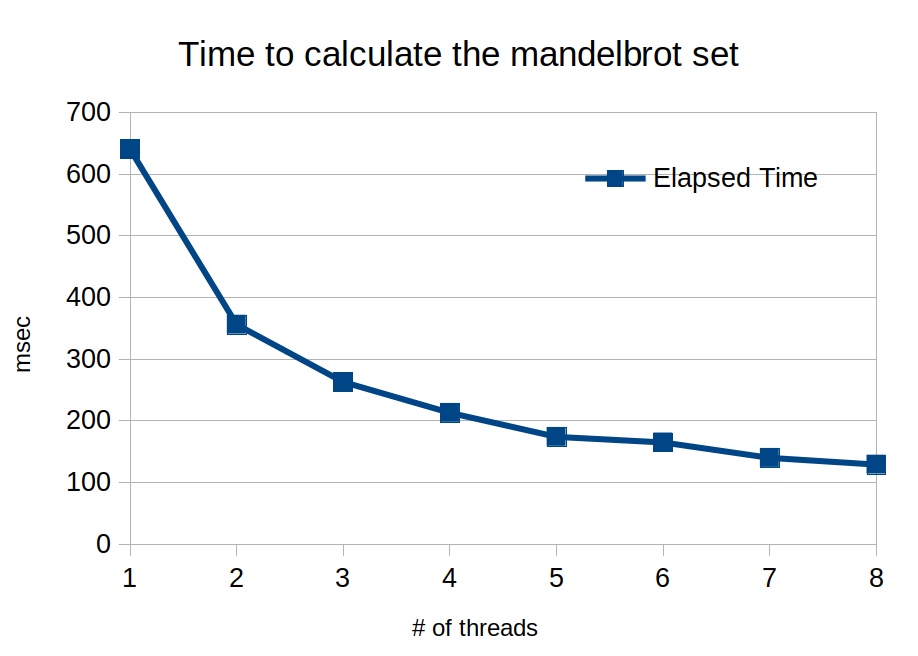 Time to calculate the mandelbrot set
700
600
Elapsed Time
500
400
300
200
100
0
msec
1 2 3 4 5 6 7 8
# of threads